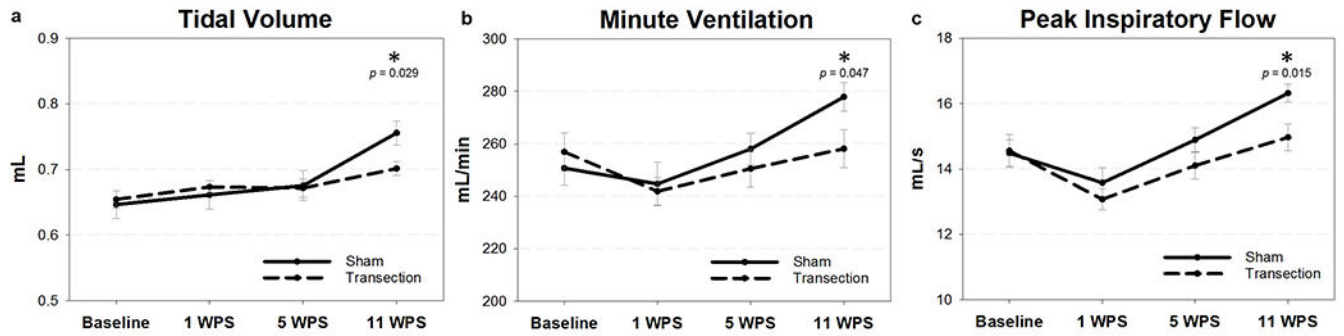 a Tidal Volume
0.9
0.8
0.7
0.6
0.5
mL
*
p = 0.029
Sham
Transection
Baseline 1 WPS 5 WPS 11 WPS
b Minute Ventilation
300
280
260
240
220
200
mL/min
*
p = 0.047
Sham
Transection
Baseline 1 WPS 5 WPS 11 WPS
c Peak Inspiratory Flow
18
16
14
12
10
mL/s
*
p = 0.015
Sham
Transection
Baseline 1 WPS 5 WPS 11 WPS